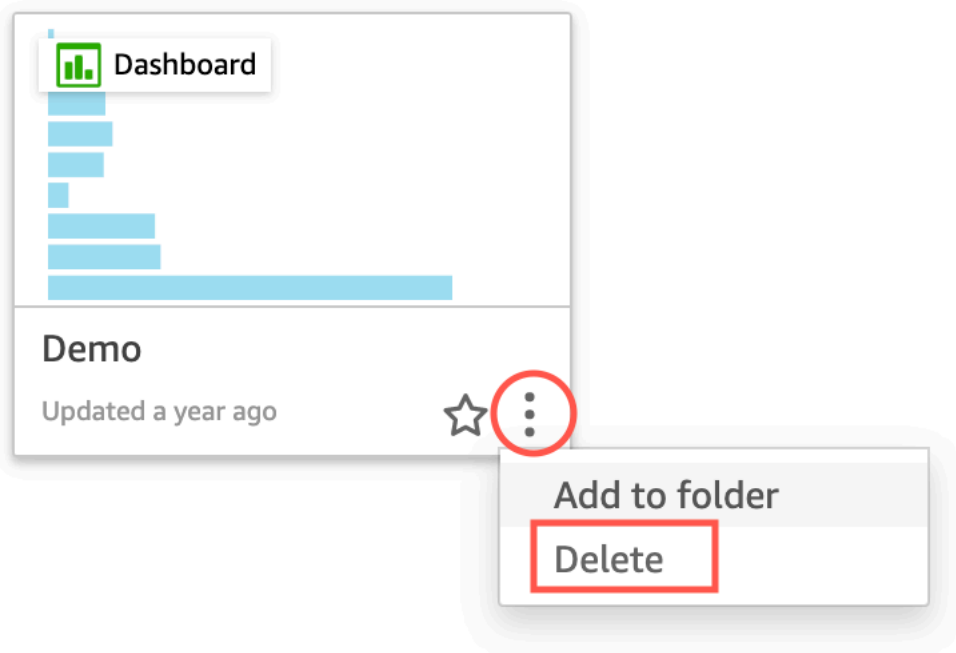 Dashboard
Demo
Updated a year ago
Add to folder
Delete